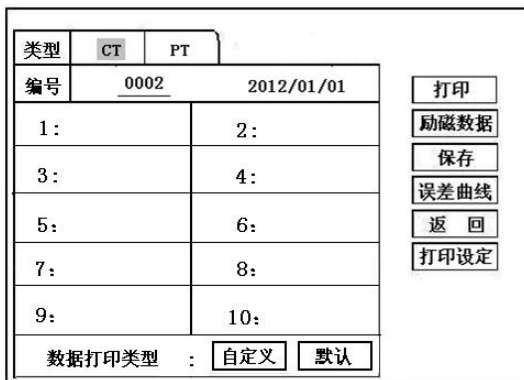 类型 CT PT
编号 0002 2012/01/01
1: 2:
3: 4:
5: 6:
7: 8:
9: 10:
数据打印类型 : 自定义 默认
打印
励磁数据
保存
误差曲线
返 回
打印设定